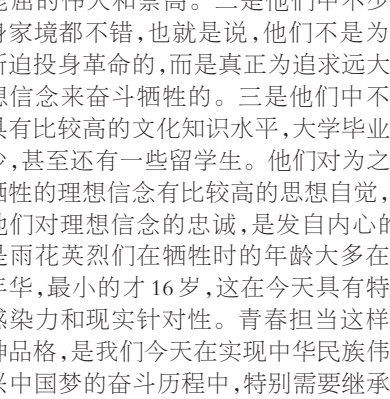 屈的伟大和崇高。二是他们中不少
身家境都不错,也就是说,他们不是为
所迫投身革命的,而是真正为追求远大
想信念来奋斗牺牲的。三是他们中不
具有比较高的文化知识水平,大学毕业
少,甚至还有一些留学生。他们对为之
牺牲的理想信念有比较高的思想自觉,
他们对理想信念的忠诚,是发自内心的
是雨花英烈们在牺牲时的年龄大多在
年华,最小的才16岁,这在今天具有特
感染力和现实针对性。青春担当这样
神品格,是我们今天在实现中华民族伟
兴中国梦的奋斗历程中,特别需要继承